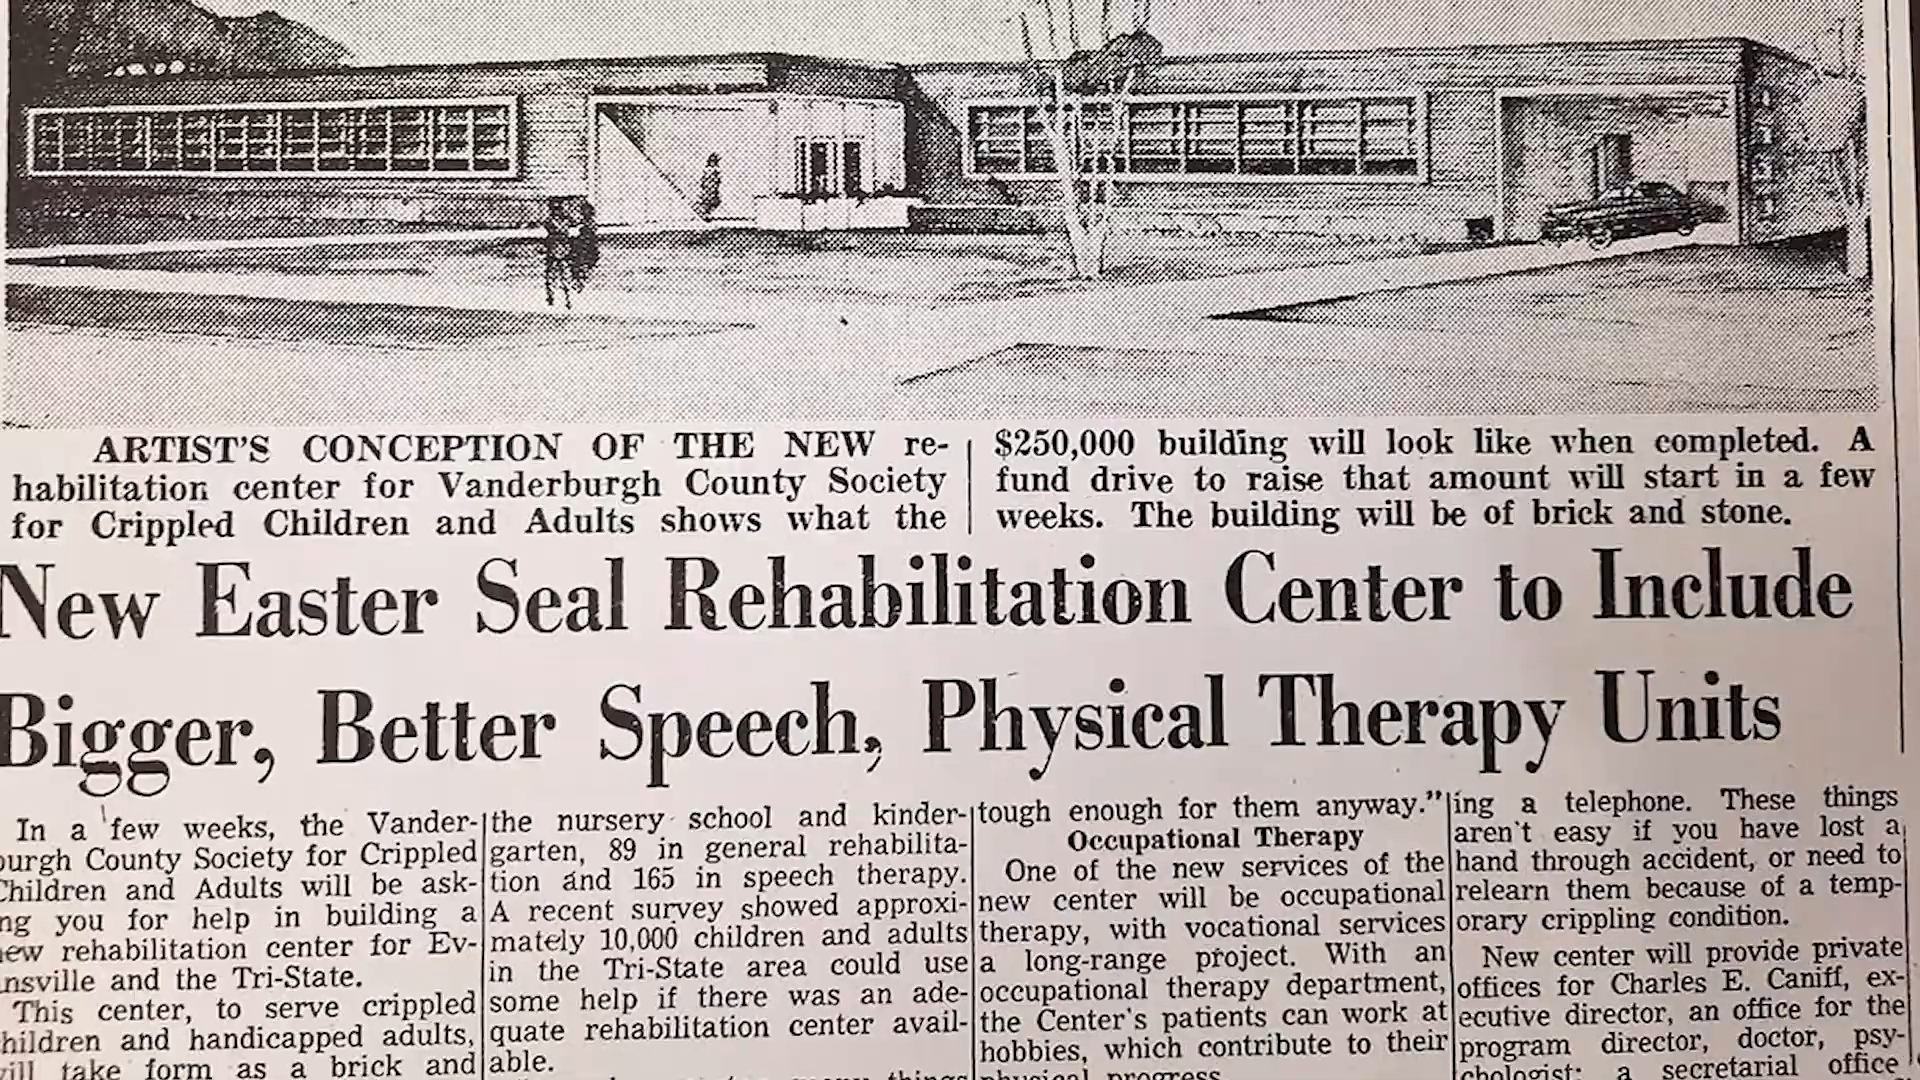 ARTIST'S CONCEPTION OF THE NEW re-
habilitation center for Vanderburgh County Society
for Crippled Children and Adults shows what the
$250,000 building will look like when completed. A
fund drive to raise that amount will start in a few
weeks. The building will be of brick and stone.
New Easter Seal Rehabilitation Center to Include
Bigger, Better Speech, Physical Therapy Units
In a few weeks, the Vander-
burgh County Society for Crippled
Children and Adults will be ask-
ng you for help in building a
new rehabilitation center for Ev-
nsville and the Tri-State.
This center, to serve crippled
hildren and handicapped adults,
will take form as a brick and
the nursery school and kinder-
garten, 89 in general rehabilita-
tion and 165 in speech therapy.
A recent survey showed approxi-
mately 10,000 children and adults
in the Tri-State area could use
some help if there was an ade-
quate rehabilitation center avail-
able.
things
tough enough for them anyway."
Occupational Therapy
One of the new services of the
new center will be occupational
therapy, with vocational services
a long-range project. With an
occupational therapy department,
the Center's patients can work at
hobbies, which contribute to their
physical progress.
ing a telephone. These things
aren't easy if you have lost a
hand through accident, or need to
relearn them because of a temp-
orary crippling condition.
New center will provide private
offices for Charles E. Caniff, ex-
ecutive director, an office for the
program director, doctor, psy-
chologist; a secretarial office